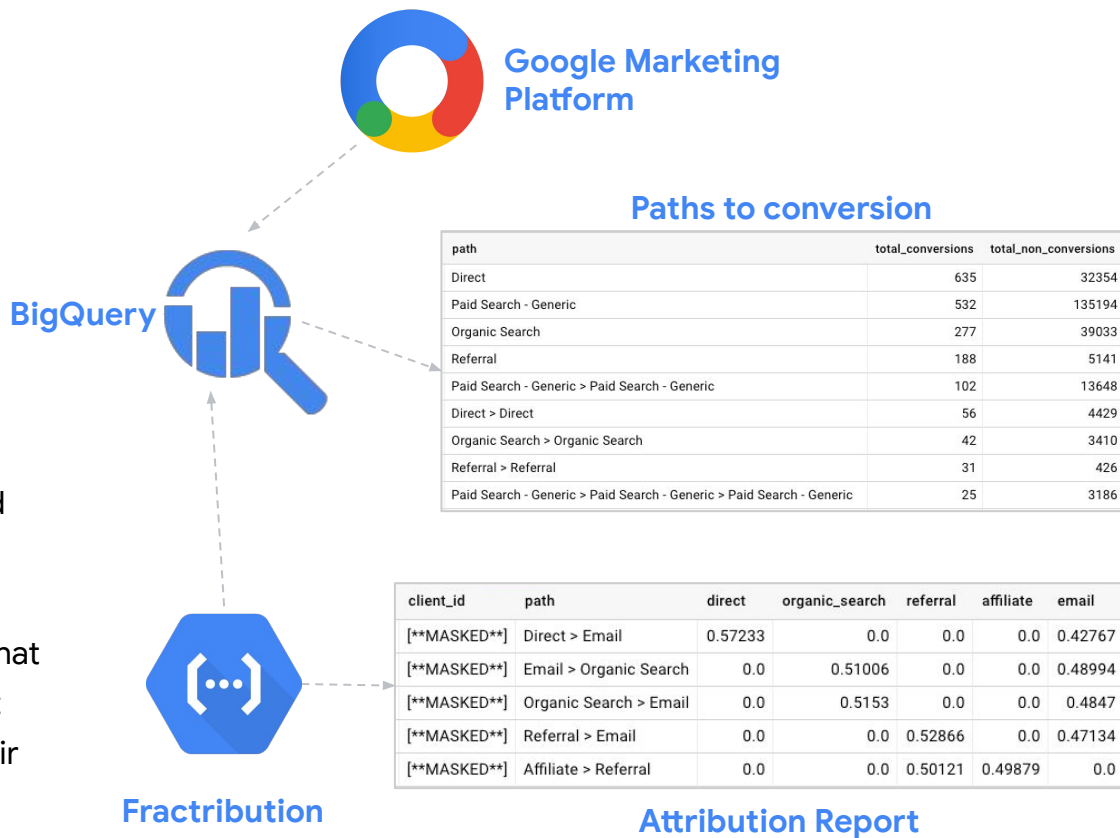 Google Marketing
Platform
Paths to conversion
path total_conversions total_non_conversions
Direct 635 32354
Paid Search - Generic 532 135194
Organic Search 277 39033
Referral 188 5141
Paid Search - Generic > Paid Search - Generic 102 13648
Direct > Direct 56 4429
Organic Search > Organic Search 42 3410
Referral > Referral 31 426
Paid Search - Generic > Paid Search - Generic > Paid Search - Generic 25 3186
BigQuery
client_id path direct organic_search referral affiliate email
[**MASKED**] Direct > Email 0.57233 0.0 0.0 0.0 0.42767
[**MASKED**] Email > Organic Search 0.0 0.51006 0.0 0.0 0.48994
[**MASKED**] Organic Search > Email 0.0 0.5153 0.0 0.0 0.4847
[**MASKED**] Referral > Email 0.0 0.0 0.52866 0.0 0.47134
[**MASKED**] Affiliate > Referral 0.0 0.0 0.50121 0.49879 0.0
Fractribution
Attribution Report